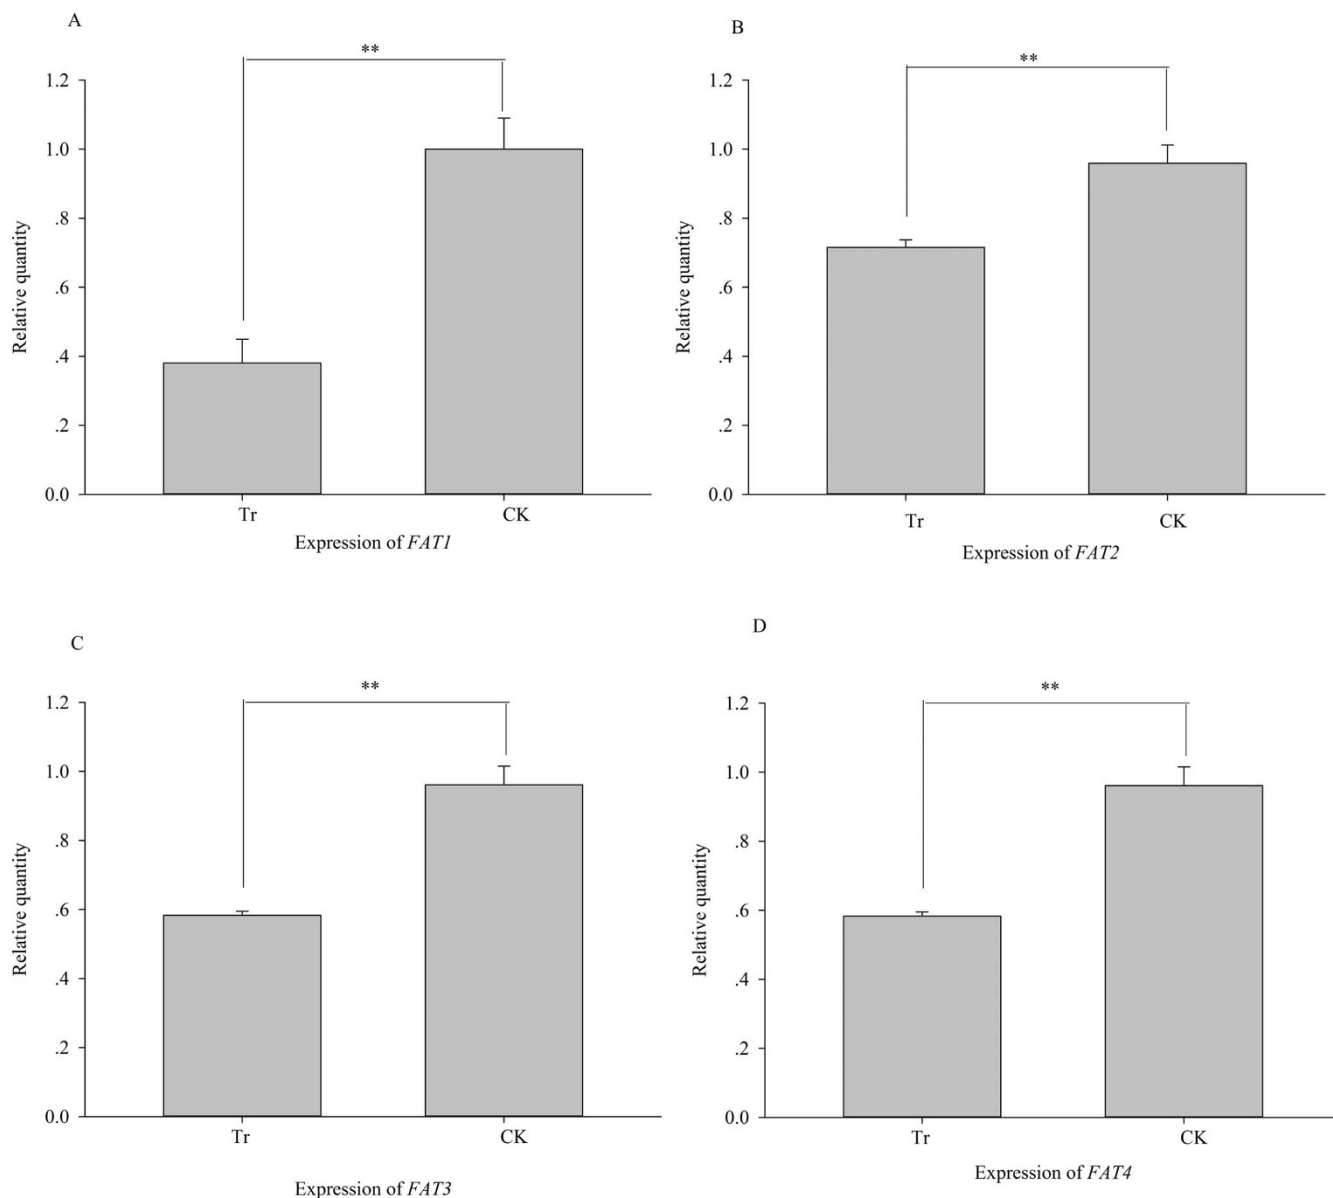 A
**
1.2
1.0
.8
.6
.4
.2
0.0
Relative quantity
Tr
CK
Expression of FAT1
B
**
1.2
1.0
.8
.6
.4
.2
0.0
Relative quantity
Tr
CK
Expression of FAT2
C
**
1.2
1.0
.8
.6
.4
.2
0.0
Relative quantity
Tr
CK
Expression of FAT3
D
**
1.2
1.0
.8
.6
.4
.2
0.0
Relative quantity
Tr
CK
Expression of FAT4